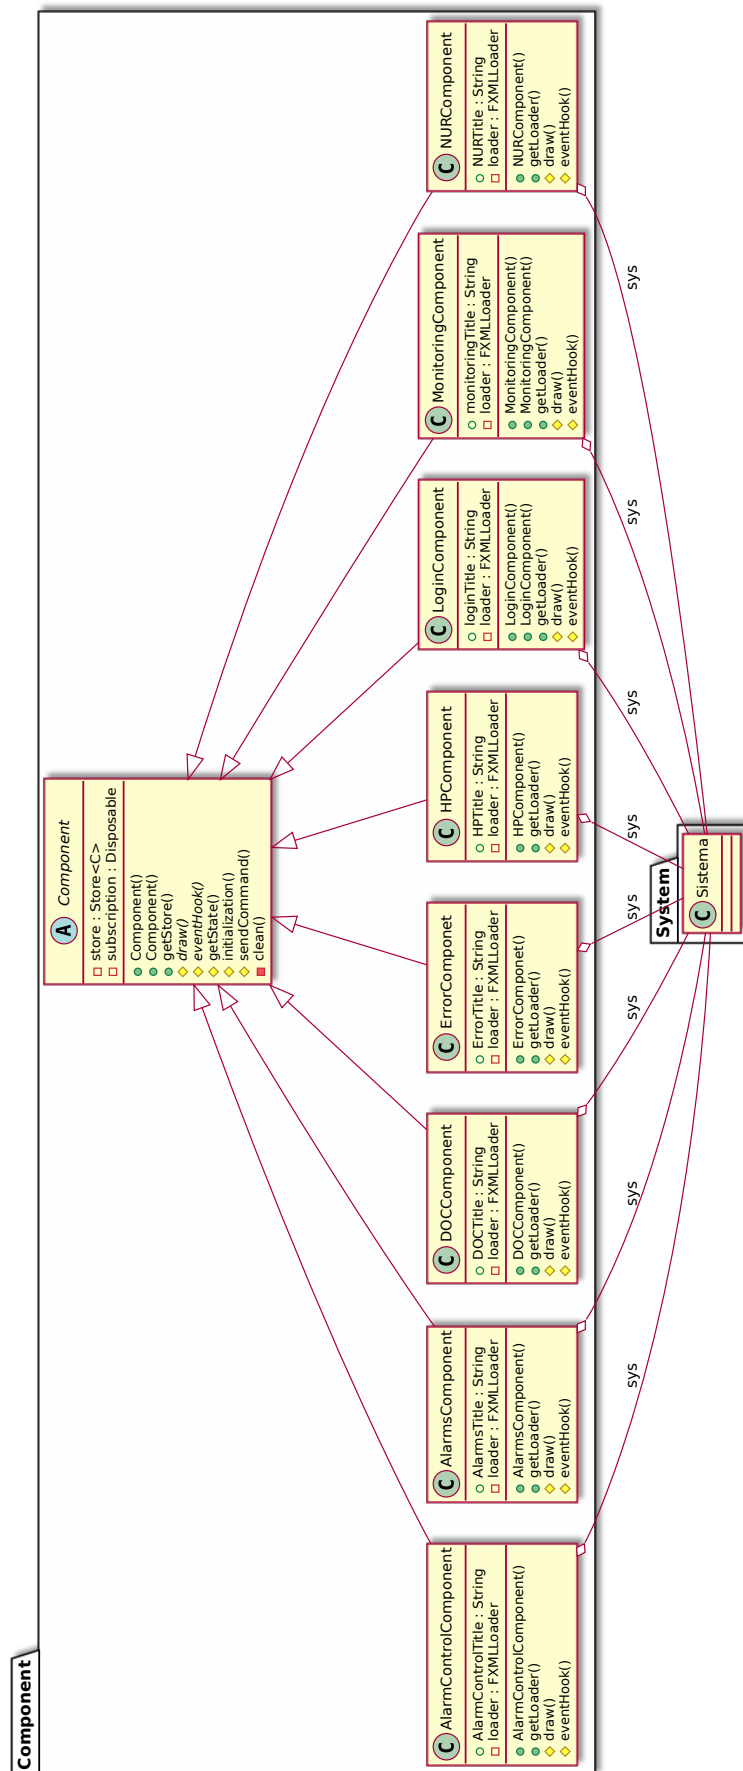 Component
Component
store : Store<C>
subscription : Disposable
Component()
Component()
getStore()
draw()
eventHook()
getState()
initialization()
sendCommand()
clean()
AlarmControlComponent
AlarmControlTitle : String
loader : FXMLLoader
AlarmControlComponent()
getLoader()
draw()
eventHook()
AlarmsComponent
AlarmsTitle : String
loader : FXMLLoader
AlarmsComponent()
getLoader()
draw()
eventHook()
DOCComponent
DOCTitle : String
loader : FXMLLoader
DOCComponent()
getLoader()
draw()
eventHook()
ErrorComponet
ErrorTitle : String
loader : FXMLLoader
ErrorComponet()
getLoader()
draw()
eventHook()
HPComponent
HPTitle : String
loader : FXMLLoader
HPComponent()
getLoader()
draw()
eventHook()
LoginComponent
loginTitle : String
loader : FXMLLoader
LoginComponent()
LoginComponent()
getLoader()
draw()
eventHook()
MonitoringComponent
monitoringTitle : String
loader : FXMLLoader
MonitoringComponent()
MonitoringComponent()
getLoader()
draw()
eventHook()
NURComponent
NURTitle : String
loader : FXMLLoader
NURComponent()
getLoader()
draw()
eventHook()
sys
sys
sys
sys
sys
sys
sys
sys
System
Sistema
A
C
C
C
C
C
C
C
C
C